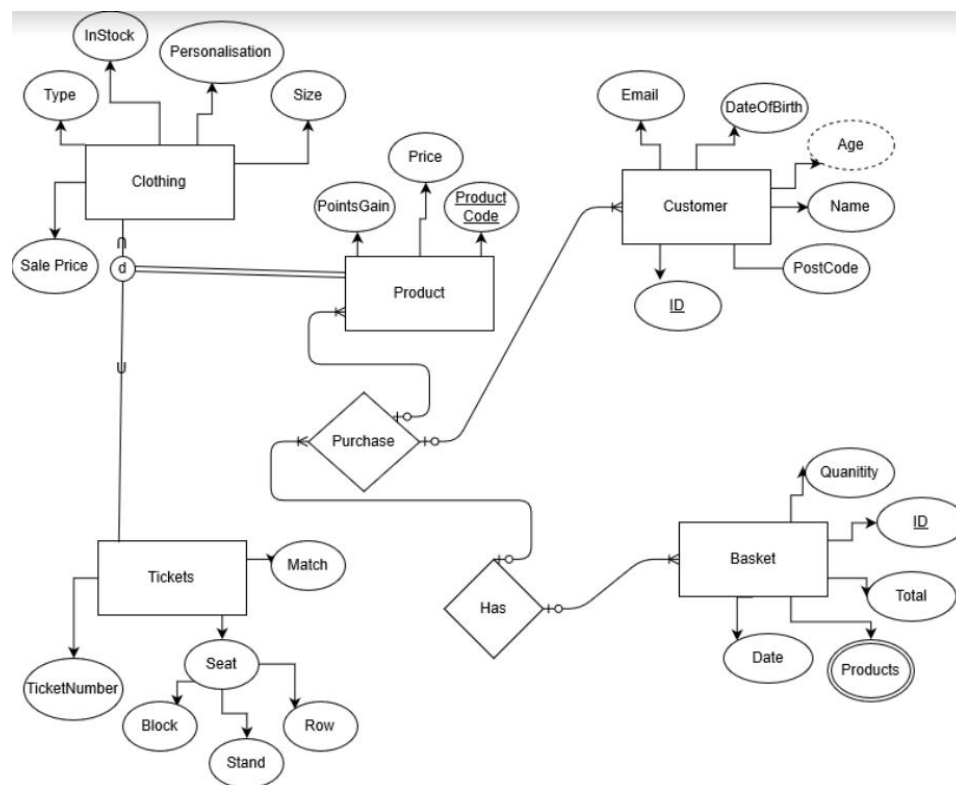 InStock
Personalisation
Type
Size
Clothing
Sale Price
d
Price
PointsGain
Product
Code
Product
Email
DateOfBirth
Age
Customer
Name
PostCode
ID
Purchase
Quanitity
ID
Basket
Total
Date
Products
Has
Tickets
Match
TicketNumber
Seat
Block
Row
Stand